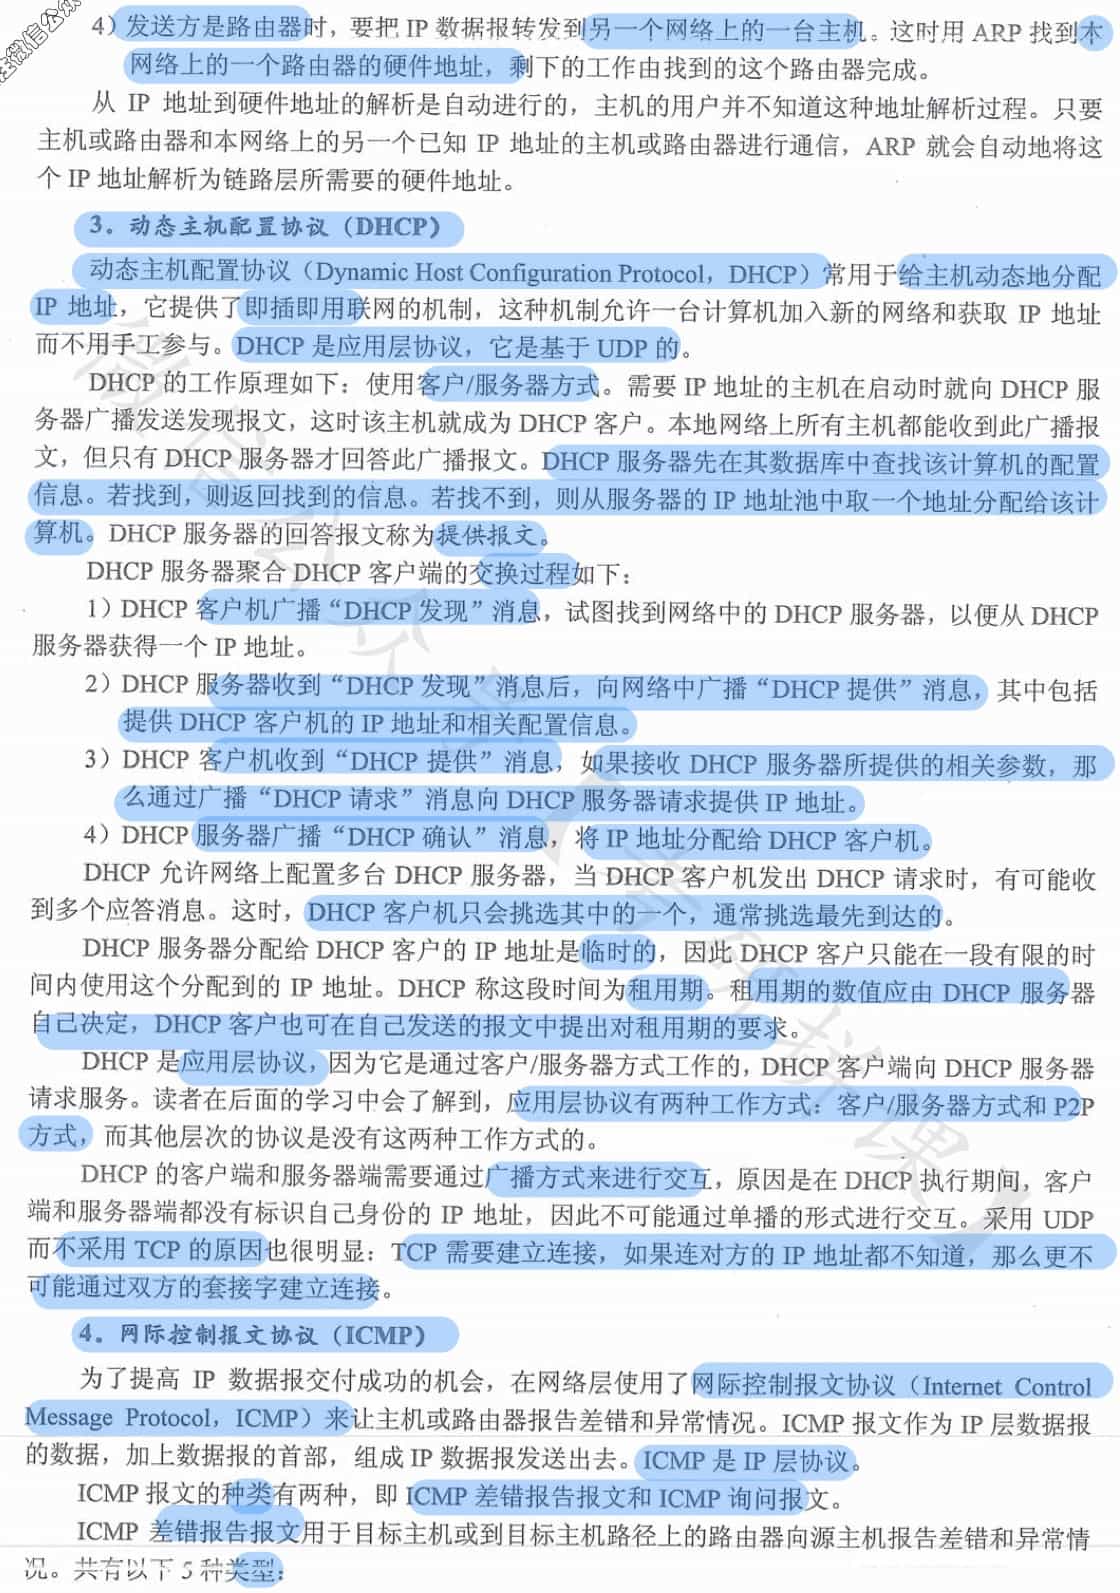 4）发送方是路由器时，要把 IP 数据报转发到另一个网络上的一台主机。这时用 ARP 找到本
网络上的一个路由器的硬件地址，剩下的工作由找到的这个路由器完成。
从 IP 地址到硬件地址的解析是自动进行的，主机的用户并不知道这种地址解析过程。只要
主机或路由器和本网络上的另一个已知 IP 地址的主机或路由器进行通信，ARP 就会自动地将这
个 IP 地址解析为链路层所需要的硬件地址。
3。动态主机配置协议（DHCP）
动态主机配置协议（Dynamic Host Configuration Protocol，DHCP）常用于给主机动态地分配
IP 地址，它提供了即插即用联网的机制，这种机制允许一台计算机加入新的网络和获取 IP 地址
而不用手工参与。DHCP 是应用层协议，它是基于 UDP 的。
DHCP 的工作原理如下：使用客户/服务器方式。需要 IP 地址的主机在启动时就向 DHCP 服
务器广播发送发现报文，这时该主机就成为 DHCP 客户。本地网络上所有主机都能收到此广播报
文，但只有 DHCP 服务器才回答此广播报文。DHCP 服务器先在其数据库中查找该计算机的配置
信息。若找到，则返回找到的信息。若找不到，则从服务器的 IP 地址池中取一个地址分配给该计
算机。DHCP 服务器的回答报文称为提供报文。
DHCP 服务器聚合 DHCP 客户端的交换过程如下：
1）DHCP 客户机广播“DHCP 发现”消息，试图找到网络中的 DHCP 服务器，以便从 DHCP
服务器获得一个 IP 地址。
2）DHCP 服务器收到“DHCP 发现”消息后，向网络中广播“DHCP 提供”消息，其中包括
提供 DHCP 客户机的 IP 地址和相关配置信息。
3）DHCP 客户机收到“DHCP 提供”消息，如果接收 DHCP 服务器所提供的相关参数，那
么通过广播“DHCP 请求”消息向 DHCP 服务器请求提供 IP 地址。
4）DHCP 服务器广播“DHCP 确认”消息，将 IP 地址分配给 DHCP 客户机。
DHCP 允许网络上配置多台 DHCP 服务器，当 DHCP 客户机发出 DHCP 请求时，有可能收
到多个应答消息。这时，DHCP 客户机只会挑选其中的一个，通常挑选最先到达的。
DHCP 服务器分配给 DHCP 客户的 IP 地址是临时的，因此 DHCP 客户只能在一段有限的时
间内使用这个分配到的 IP 地址。DHCP 称这段时间为租用期。租用期的数值应由 DHCP 服务器
自己决定，DHCP 客户也可在自己发送的报文中提出对租用期的要求。
DHCP 是应用层协议，因为它是通过客户/服务器方式工作的，DHCP 客户端向 DHCP 服务器
请求服务。读者在后面的学习中会了解到，应用层协议有两种工作方式：客户/服务器方式和 P2P
方式，而其他层次的协议是没有这两种工作方式的。
DHCP 的客户端和服务器端需要通过广播方式来进行交互，原因是在 DHCP 执行期间，客户
端和服务器端都没有标识自己身份的 IP 地址，因此不可能通过单播的形式进行交互。采用 UDP
而不采用 TCP 的原因也很明显：TCP 需要建立连接，如果连对方的 IP 地址都不知道，那么更不
可能通过双方的套接字建立连接。
4。网际控制报文协议（ICMP）
为了提高 IP 数据报交付成功的机会，在网络层使用了网际控制报文协议（Internet Control
Message Protocol，ICMP）来让主机或路由器报告差错和异常情况。ICMP 报文作为 IP 层数据报
的数据，加上数据报的首部，组成 IP 数据报发送出去。ICMP 是 IP 层协议。
ICMP 报文的种类有两种，即 ICMP 差错报告报文和 ICMP 询问报文。
ICMP 差错报告报文用于目标主机或到目标主机路径上的路由器向源主机报告差错和异常情
况。共有以下 5 种类型：